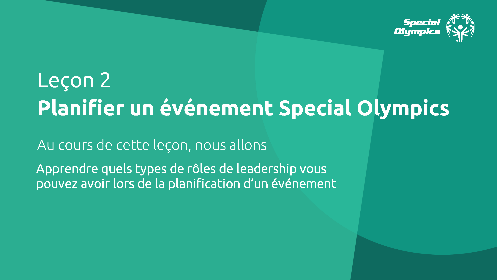 Special
Olympics
Leçon 2
Planifier un événement Special Olympics
Au cours de cette leçon, nous allons
Apprendre quels types de rôles de leadership vous
pouvez avoir lors de la planification d'un événement